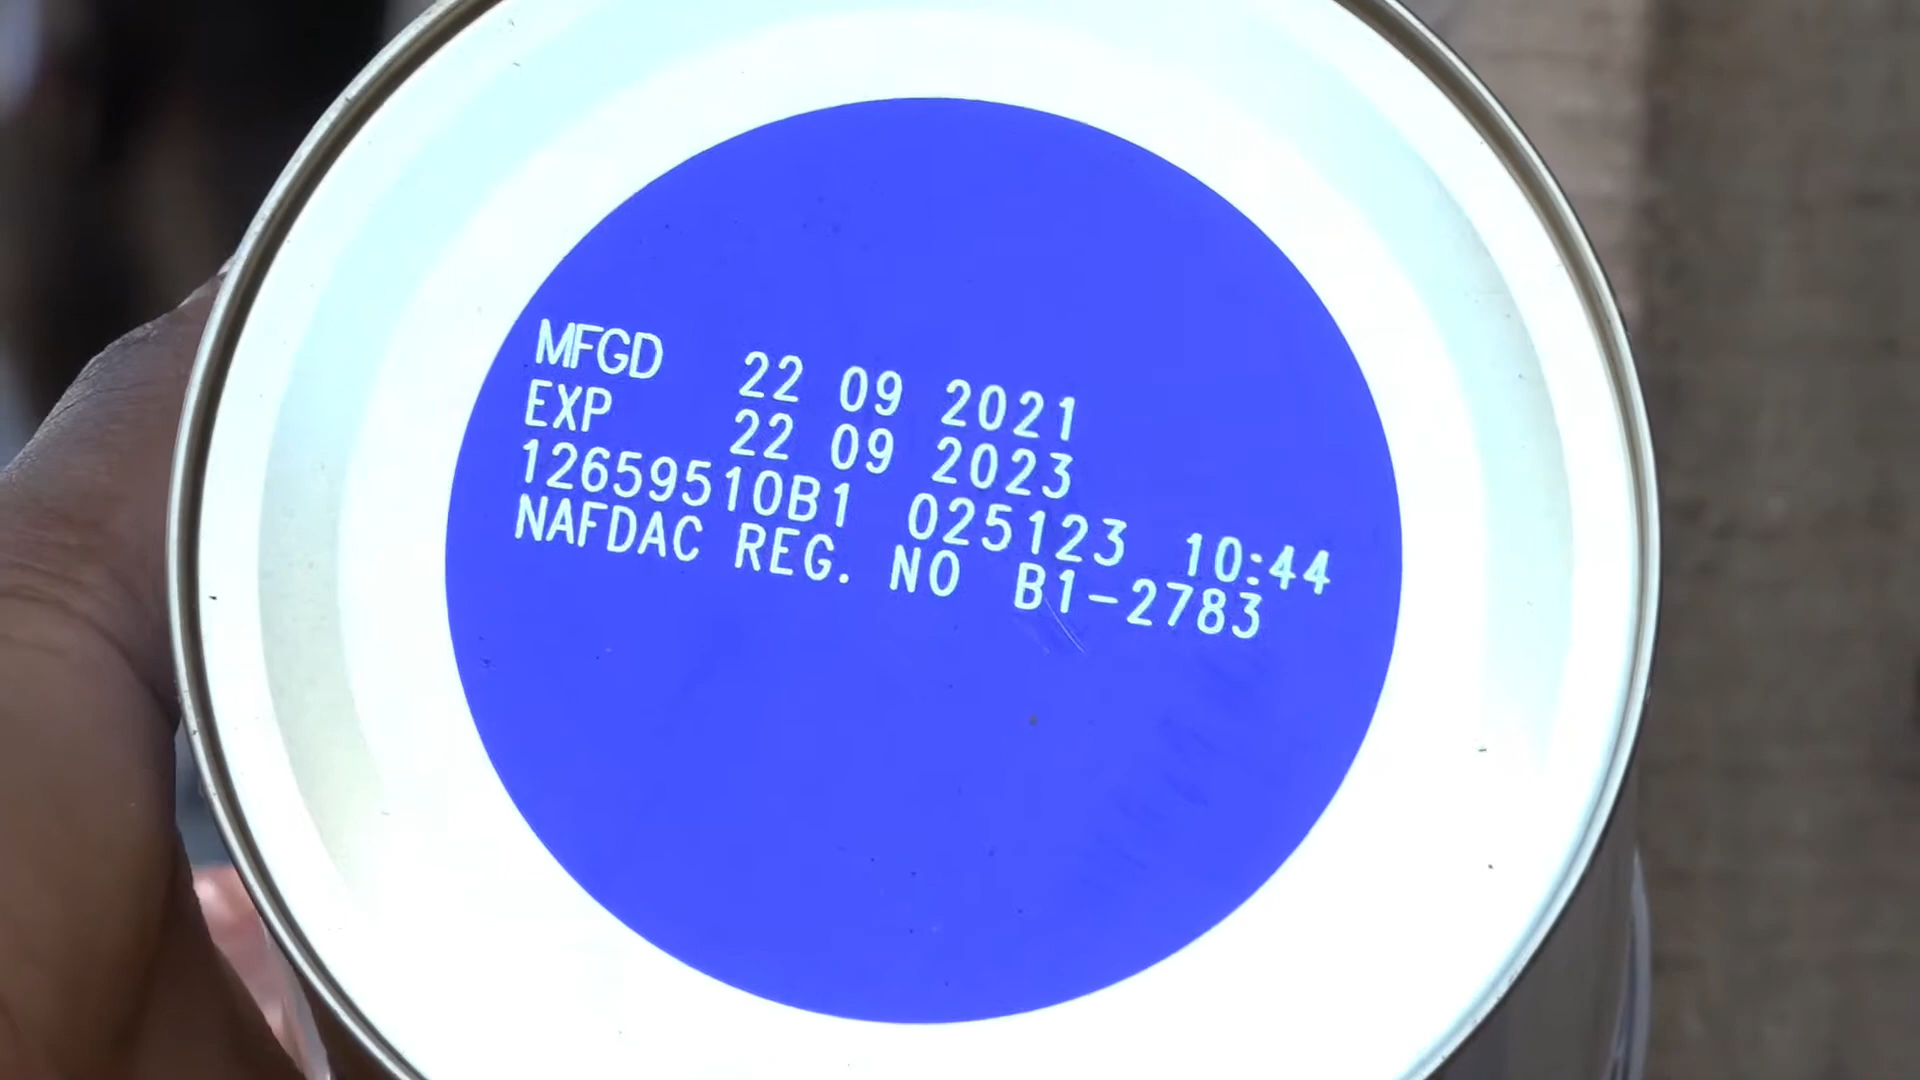 MFGD 22 09 2021
EXP 22 09 2023
12659510B1 025123 10:44
NAFDAC REG. NO B1-2783